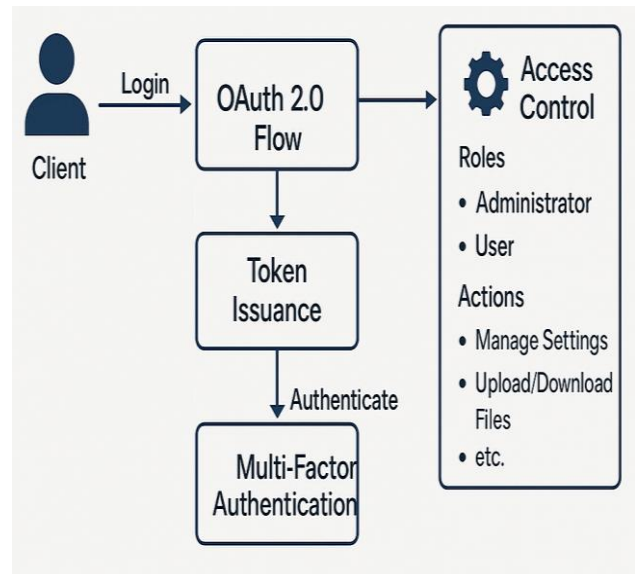 Login
Client
OAuth 2.0
Flow
Token
Issuance
Authenticate
Multi-Factor
Authentication
Access
Control
Roles
• Administrator
• User
Actions
• Manage Settings
• Upload/Download
Files
• etc.